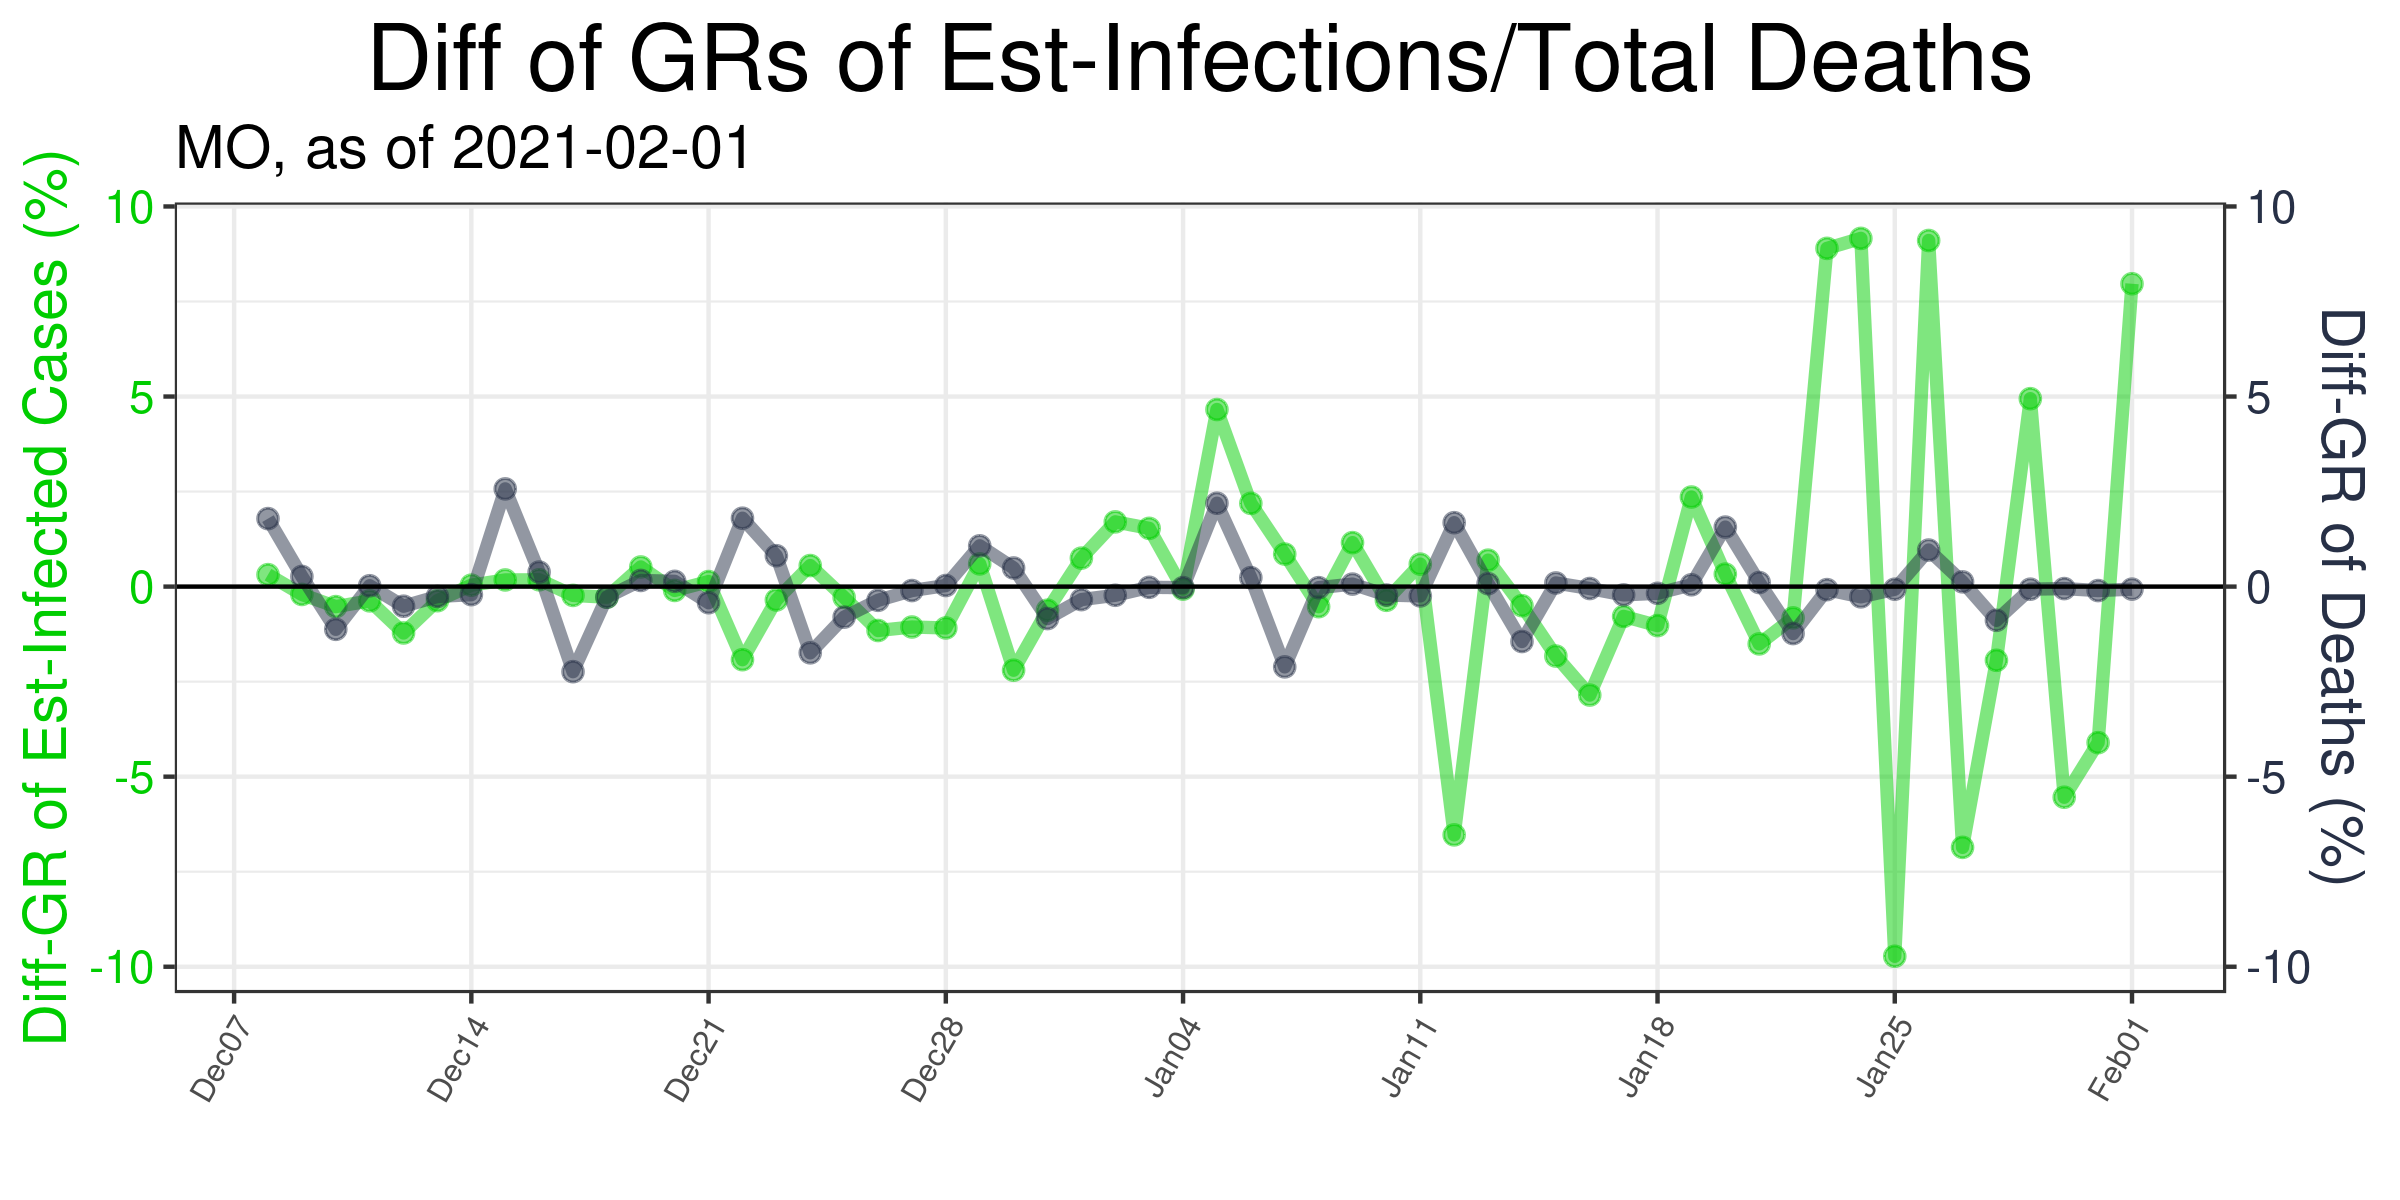 Diff of GRs of Est-Infections/Total Deaths
MO, as of 2021-02-01
Diff-GR of Est-Infected Cases (%)
10
5
0
-5
-10
10
5
0
-5
-10
Diff-GR of Deaths (%)
Dec07
Dec14
Dec21
Dec28
Jan04
Jan11
Jan18
Jan25
Feb01